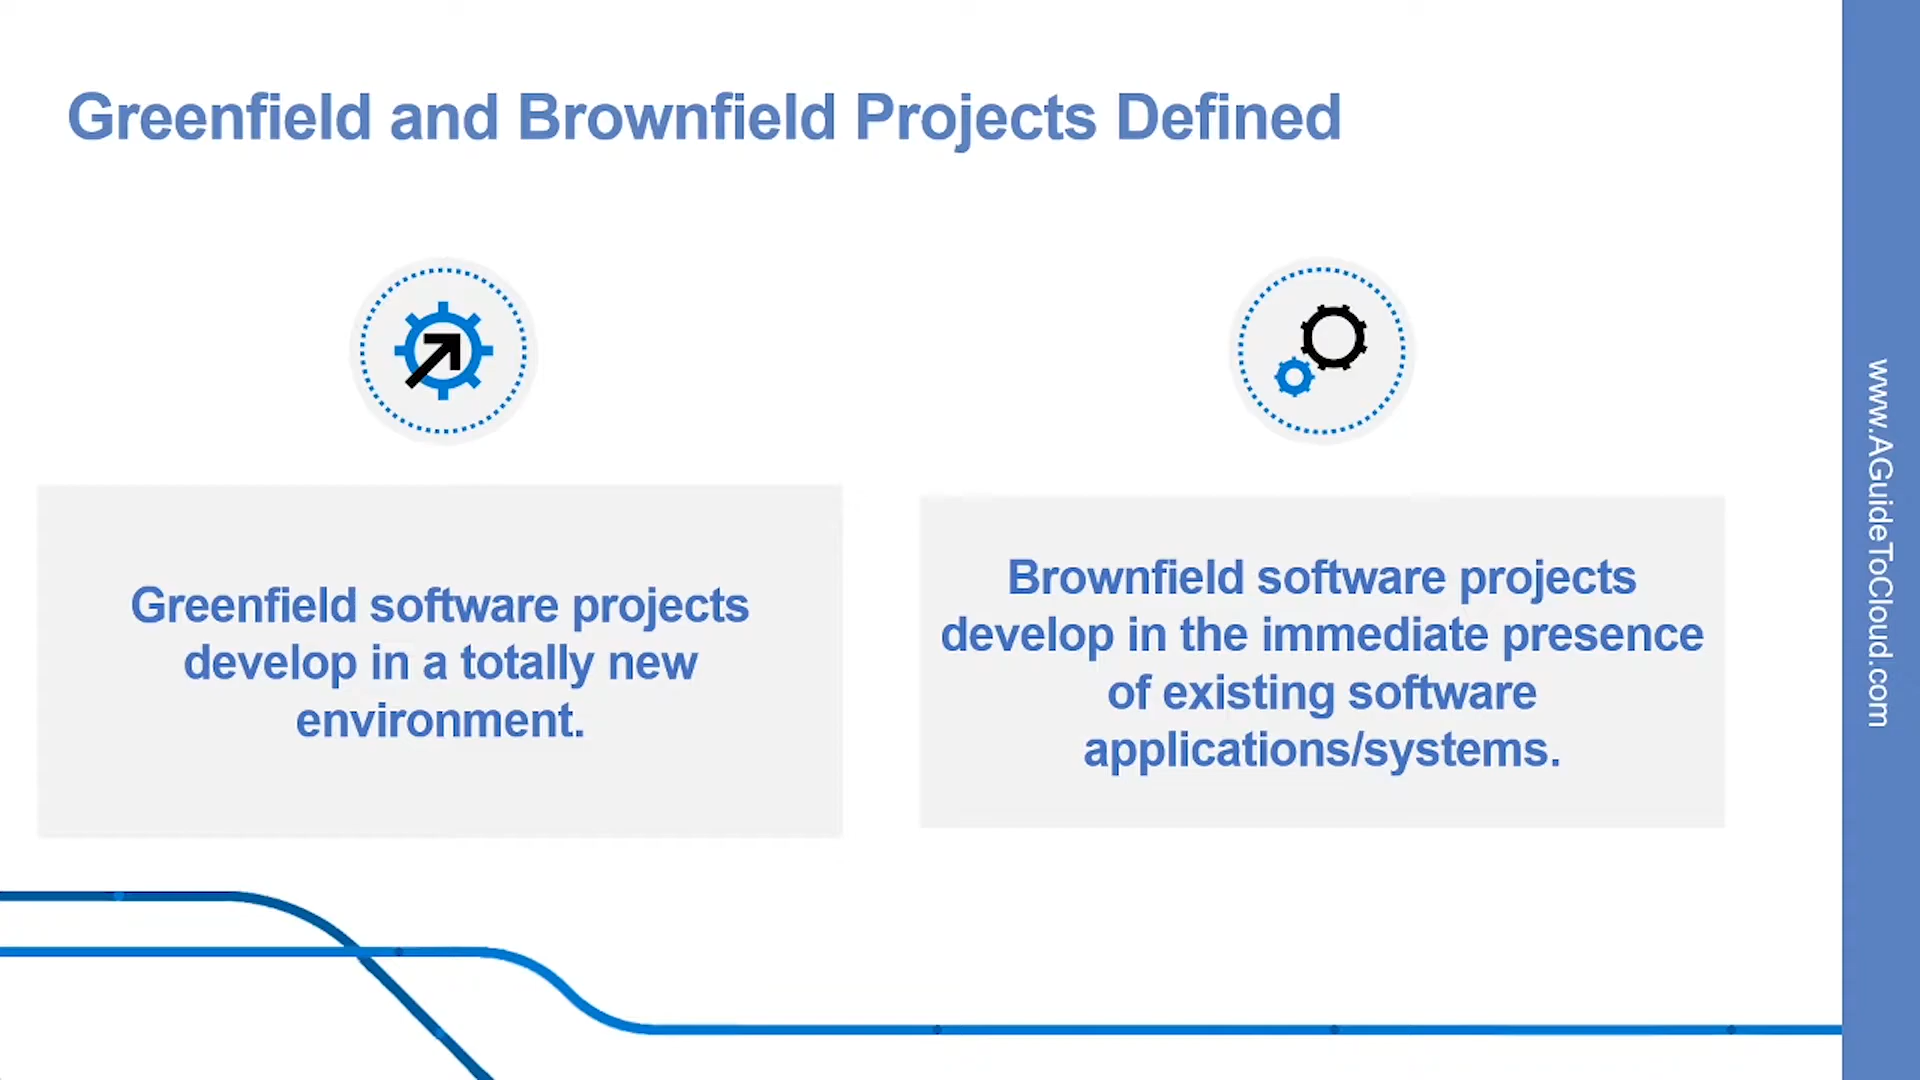 Greenfield and Brownfield Projects Defined
Greenfield software projects
develop in a totally new
environment.
Brownfield software projects
develop in the immediate presence
of existing software
applications/systems.
www.AGuideToCloud.com